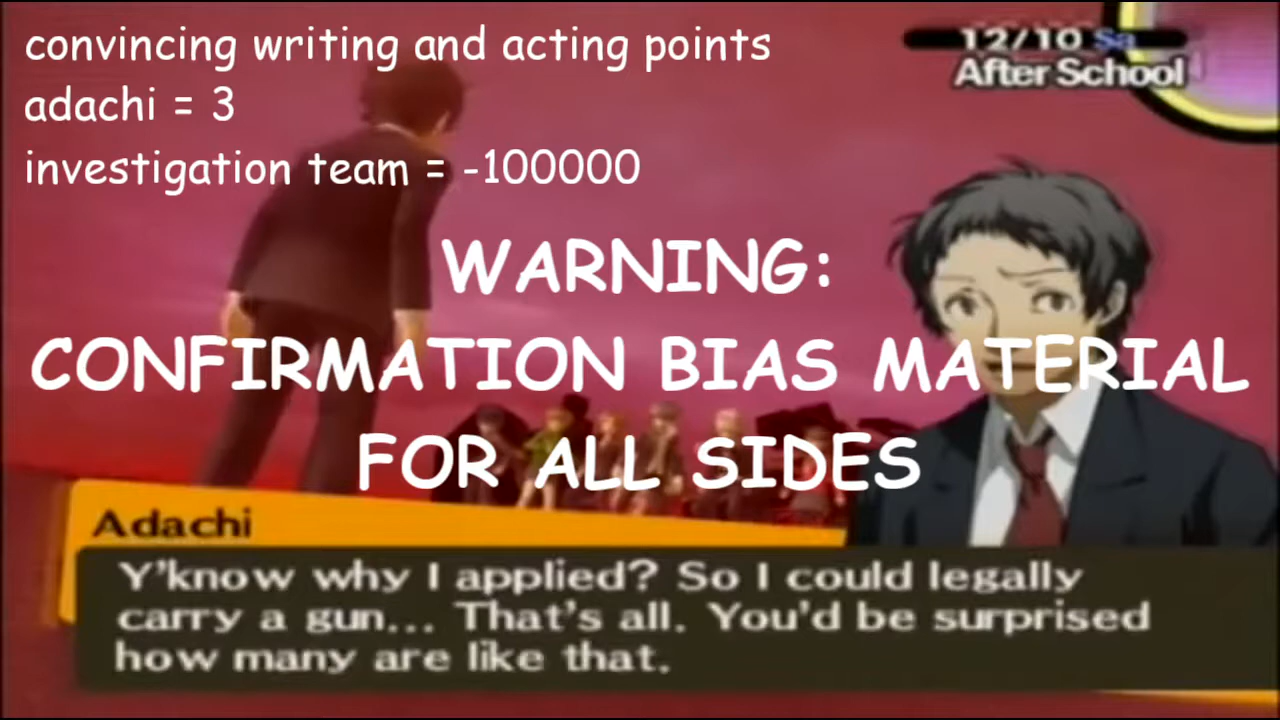 convincing writing and acting points
adachi = 3
investigation team = -100000
12/10 Sa
After School
WARNING:
CONFIRMATION BIAS MATERIAL
FOR ALL SIDES
Adachi
Y'know why I applied? So I could legally
carry a gun... That's all. You'd be surprised
how many are like that.